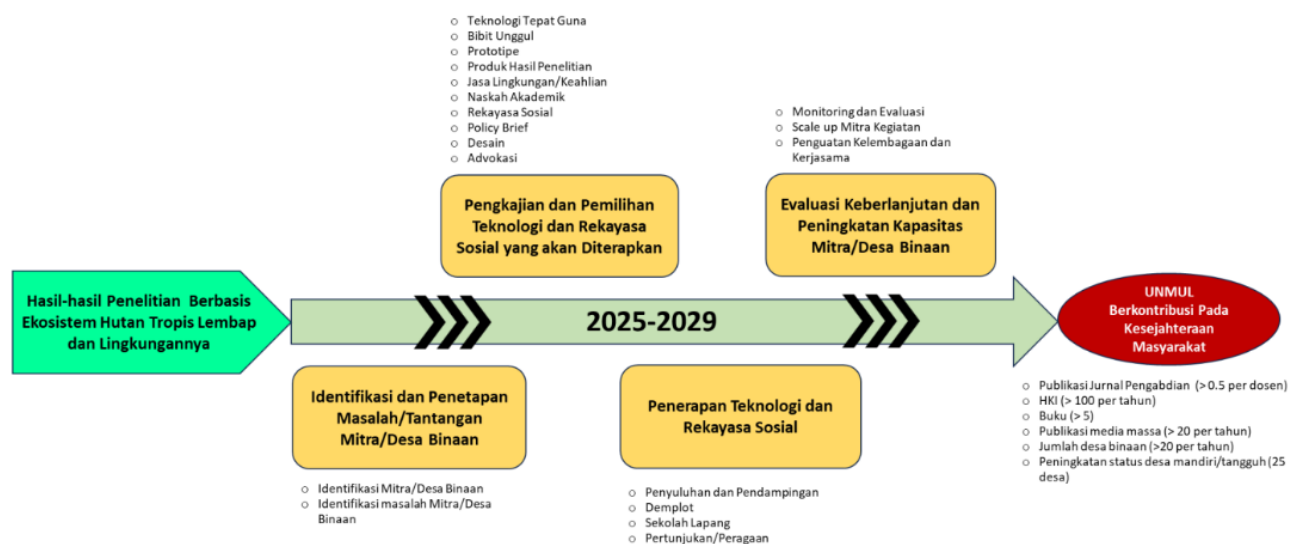 ○ Teknologi Tepat Guna
○ Bibit Unggul
○ Prototipe
○ Produk Hasil Penelitian
○ Jasa Lingkungan/Keahlian
○ Naskah Akademik
○ Rekayasa Sosial
○ Policy Brief
○ Desain
○ Advokasi
○ Monitoring dan Evaluasi
○ Scale up Mitra Kegiatan
○ Penguatan Kelembagaan dan
Kerjasama
Pengkajian dan Pemilihan
Teknologi dan Rekayasa
Sosial yang akan Diterapkan
Evaluasi Keberlanjutan dan
Peningkatan Kapasitas
Mitra/Desa Binaan
Hasil-hasil Penelitian Berbasis
Ekosistem Hutan Tropis Lembap
dan Lingkungannya
2025-2029
UNMUL
Berkontribusi Pada
Kesejahteraan
Masyarakat
Identifikasi dan Penetapan
Masalah/Tantangan
Mitra/Desa Binaan
Penerapan Teknologi dan
Rekayasa Sosial
○ Identifikasi Mitra/Desa Binaan
○ Identifikasi masalah Mitra/Desa
Binaan
○ Penyuluhan dan Pendampingan
○ Demplot
○ Sekolah Lapang
○ Pertunjukan/Peragaan
○ Publikasi Jurnal Pengabdian (> 0.5 per dosen)
○ HKI (> 100 per tahun)
○ Buku (> 5)
○ Publikasi media massa (> 20 per tahun)
○ Jumlah desa binaan (>20 per tahun)
○ Peningkatan status desa mandiri/tangguh (25
desa)